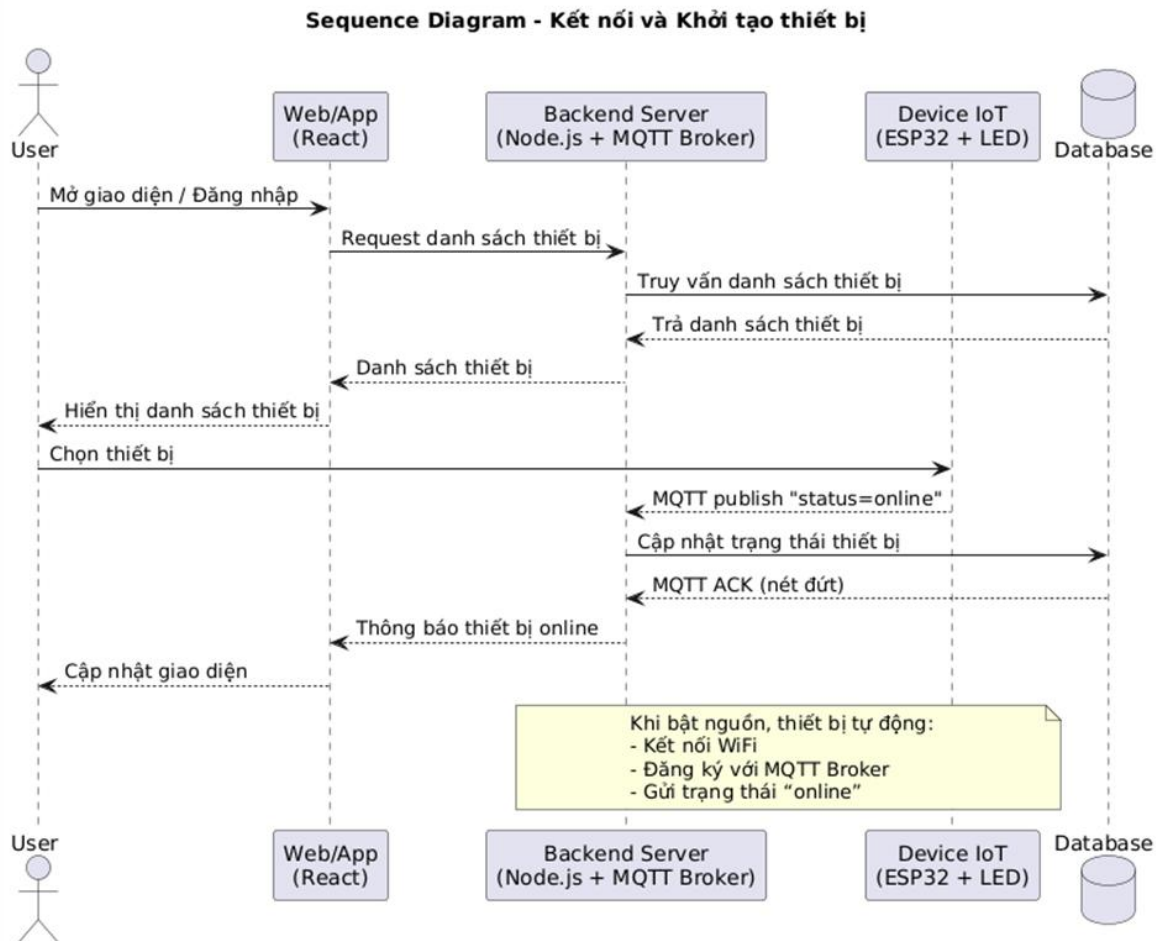 Sequence Diagram - Kết nối và Khởi tạo thiết bị
User
Web/App
(React)
Backend Server
(Node.js + MQTT Broker)
Device IoT
(ESP32 + LED)
Database
Mở giao diện / Đăng nhập
Request danh sách thiết bị
Truy vấn danh sách thiết bị
Trả danh sách thiết bị
Danh sách thiết bị
Hiển thị danh sách thiết bị
Chọn thiết bị
MQTT publish "status=online"
Cập nhật trạng thái thiết bị
MQTT ACK (nét đứt)
Thông báo thiết bị online
Cập nhật giao diện
Khi bật nguồn, thiết bị tự động:
- Kết nối WiFi
- Đăng ký với MQTT Broker
- Gửi trạng thái “online”
User
Web/App
(React)
Backend Server
(Node.js + MQTT Broker)
Device IoT
(ESP32 + LED)
Database